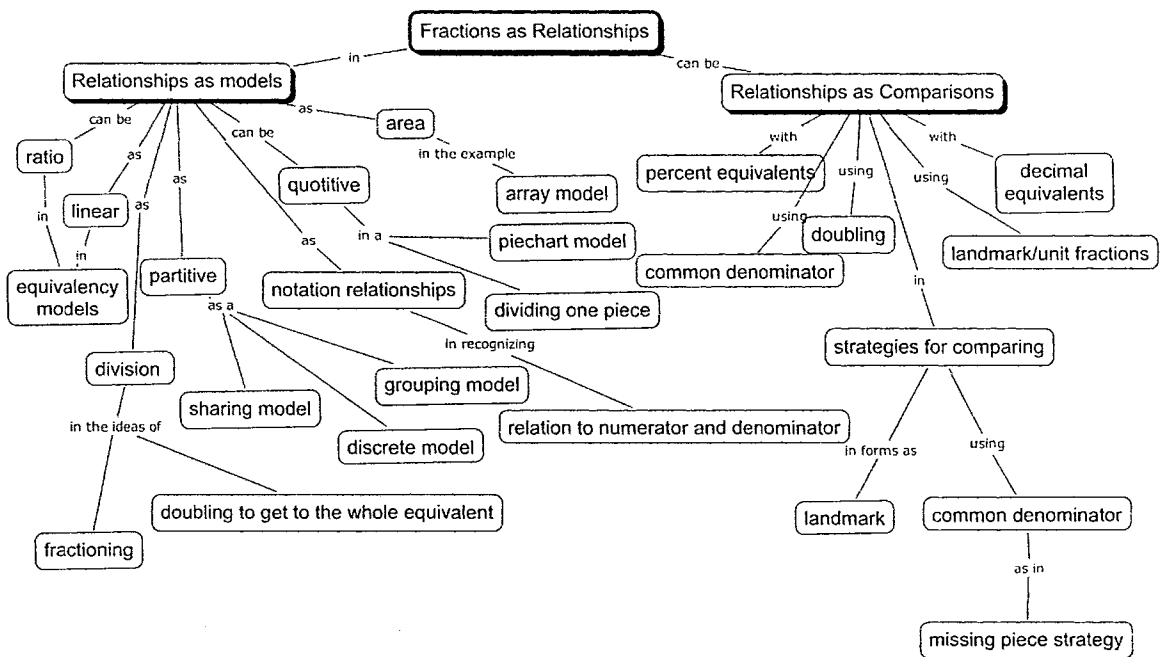 Fractions as Relationships
in
can be
Relationships as models
Relationships as Comparisons
can be
as
can be
as
area
with
with
ratio
as
in the example
percent equivalents
using
using
decimal
equivalents
in
linear
as
as
quotitive
array model
using
doubling
in
as
in a
piechart model
landmark/unit fractions
equivalency
models
partitive
notation relationships
common denominator
as a
dividing one piece
in
in recognizing
strategies for comparing
division
grouping model
sharing model
relation to numerator and denominator
in the ideas of
discrete model
in forms as
using
doubling to get to the whole equivalent
landmark
common denominator
fractioning
as in
missing piece strategy